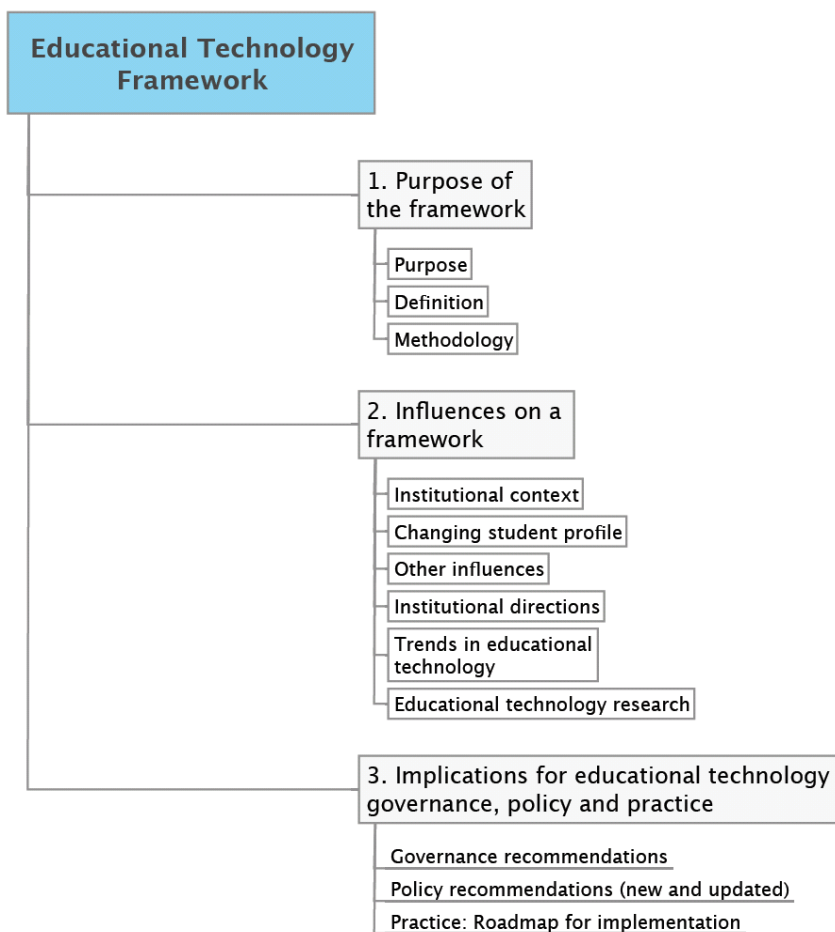 Educational Technology
Framework
1. Purpose of
the framework
Purpose
Definition
Methodology
2. Influences on a
framework
Institutional context
Changing student profile
Other influences
Institutional directions
Trends in educational
technology
Educational technology research
3. Implications for educational technology
governance, policy and practice
Governance recommendations
Policy recommendations (new and updated)
Practice: Roadmap for implementation